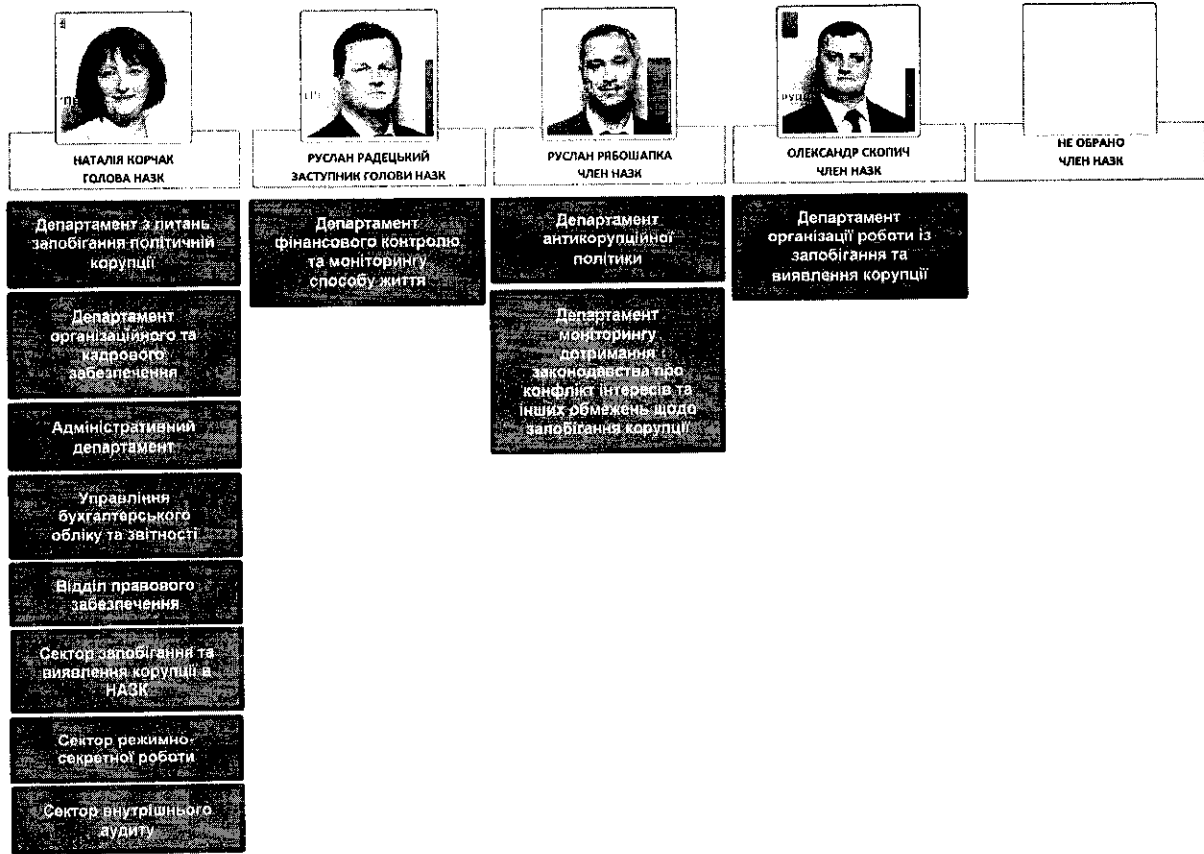 НАТАЛІЯ КОРЧАК
ГОЛОВА НАЗК
Департамент з питань
запобігання політичній
корупції
Департамент
організаційного та
кадрового
забезпечення
Адміністративний
департамент
Управління
бухгалтерського
обліку та звітності
Відділ правового
забезпечення
Сектор запобігання та
виявлення корупції в
НАЗК
Сектор режимно-
секретної роботи
Сектор внутрішнього
аудиту
РУСЛАН РАДЕЦЬКИЙ
ЗАСТУПНИК ГОЛОВИ НАЗК
Департамент
фінансового контролю
та моніторингу
способу життя
РУСЛАН РЯБОШАПКА
ЧЛЕН НАЗК
Департамент
антикорупційної
політики
Департамент
моніторингу
дотримання
законодавства про
конфлікт інтересів та
інших обмежень щодо
запобігання корупції
ОЛЕКСАНДР СКОПИЧ
ЧЛЕН НАЗК
Департамент
організації роботи із
запобігання та
виявлення корупції
НЕ ОБРАНО
ЧЛЕН НАЗК